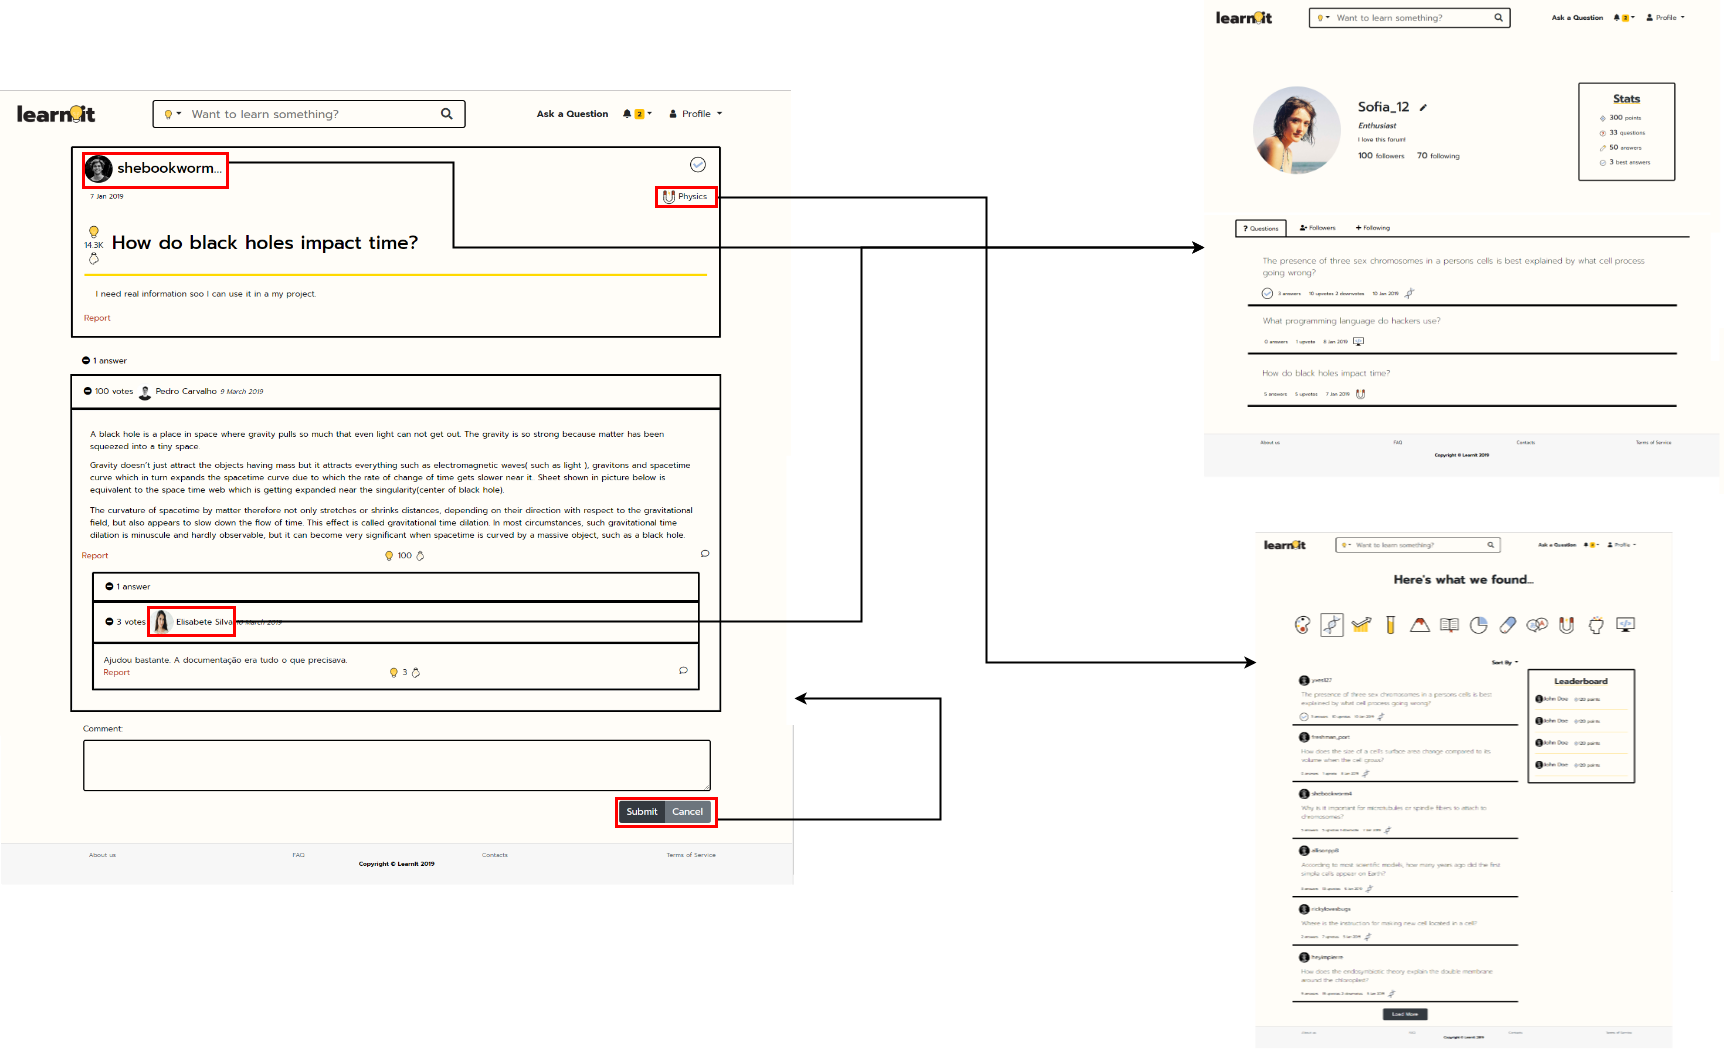 learnit
Want to learn something?
Ask a Question
2
Profile
shebookworm...
7 Jan 2019
Physics
14.3K
How do black holes impact time?
I need real information soo I can use it in a my project.
Report
1 answer
100 votes Pedro Carvalho 9 March 2019
A black hole is a place in space where gravity pulls so much that even light can not get out. The gravity is so strong because matter has been
squeezed into a tiny space.
Gravity doesn't just attract the objects having mass but it attracts everything such as electromagnetic waves( such as light ), gravitons and spacetime
curve which in turn expands the spacetime curve due to which the rate of change of time gets slower near it. Sheet shown in picture below is
equivalent to the space time web which is getting expanded near the singularity(center of black hole).
The curvature of spacetime by matter therefore not only stretches or shrinks distances, depending on their direction with respect to the gravitational
field, but also appears to slow down the flow of time. This effect is called gravitational time dilation. In most circumstances, such gravitational time
dilation is minuscule and hardly observable, but it can become very significant when spacetime is curved by a massive object, such as a black hole.
Report
100
1 answer
3 votes Elisabete Silva 10 March 2019
Ajudou bastante. A documentação era tudo o que precisava.
Report
3
Comment:
Submit Cancel
About us
FAQ
Contacts
Terms of Service
Copyright © LearnIt 2019
learnit
Want to learn something?
Ask a Question
2
Profile
Sofia_12
Enthusiast
I love this forum!
100 followers 70 following
Stats
300 points
33 questions
50 answers
3 best answers
? Questions
Followers
Following
The presence of three sex chromosomes in a persons cells is best explained by what cell process
going wrong?
3 answers 10 upvotes 2 downvotes 10 Jan 2019
What programming language do hackers use?
0 answers 1 upvote 8 Jan 2019
How do black holes impact time?
5 answers 5 upvotes 7 Jan 2019
About us
FAQ
Contacts
Terms of Service
Copyright © LearnIt 2019
learnit
Want to learn something?
Ask a Question
Profile
Here's what we found...
Sort By
The presence of three sex chromosomes in a persons cells is best
explained by what cell process going wrong?
How does the size of a cell's surface area change compared to its
volume when the cell grows?
shebookworm4
Why is it important for microtubules or spindle fibers to attach to
chromosomes?
According to most scientific models, how many years ago did the first
simple cells appear on Earth?
rickylovesbugs
Where is the instruction for making new cell located in a cell?
heyimpierm
How does the endosymbiotic theory explain the double membrane
around the chloroplast?
Load More
Leaderboard
John Doe points
John Doe points
John Doe points
John Doe points
Copyright © LearnIt 2019